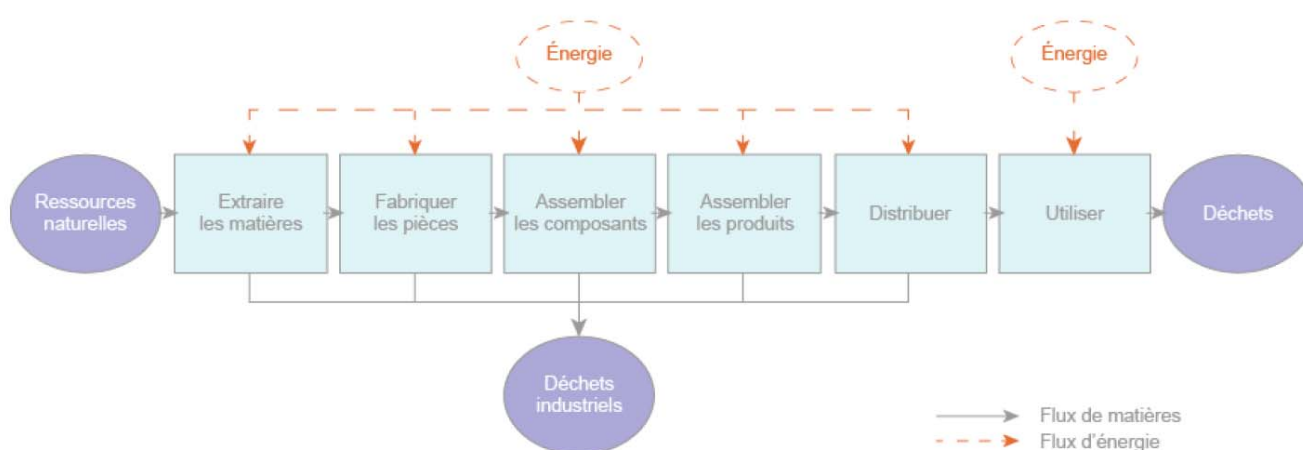 Énergie
Énergie
Ressources
naturelles
Extraire
les matières
Fabriquer
les pièces
Assembler
les composants
Assembler
les produits
Distribuer
Utiliser
Déchets
Déchets
industriels
Flux de matières
Flux d'énergie